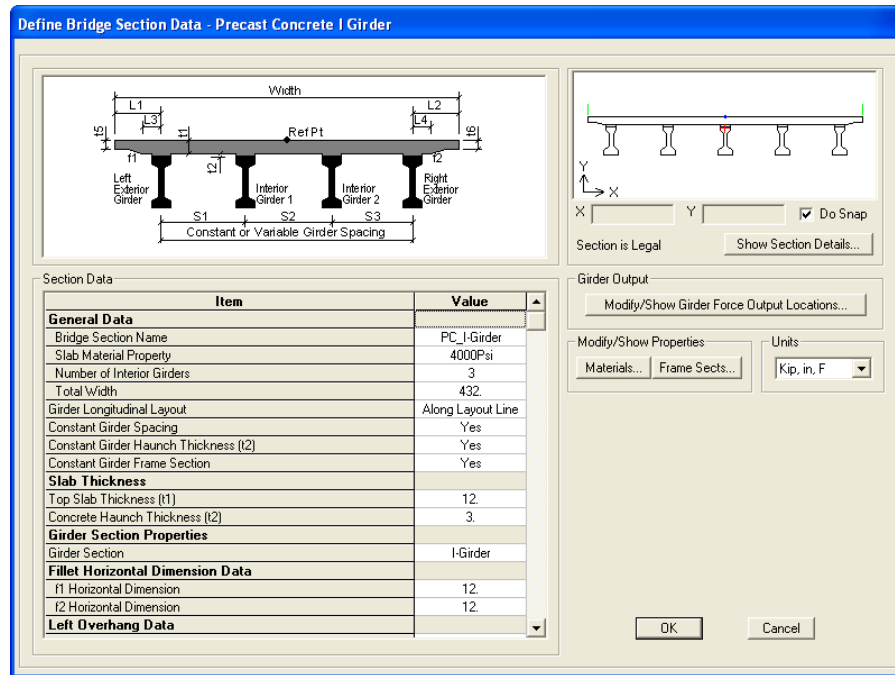 Define Bridge Section Data - Precast Concrete I Girder
Width
L1
L2
L3
L4
t5
t1
Ref Pt
t6
f1
t2
f2
Left
Exterior
Girder
Interior
Girder 1
Interior
Girder 2
Right
Exterior
Girder
S1
S2
S3
Constant or Variable Girder Spacing
Y
X
X
Y
Do Snap
Section is Legal
Show Section Details...
Section Data
Item Value
General Data
Bridge Section Name PC_I-Girder
Slab Material Property 4000Psi
Number of Interior Girders 3
Total Width 432.
Girder Longitudinal Layout Along Layout Line
Constant Girder Spacing Yes
Constant Girder Haunch Thickness (t2) Yes
Constant Girder Frame Section Yes
Slab Thickness
Top Slab Thickness (t1) 12.
Concrete Haunch Thickness (t2) 3.
Girder Section Properties
Girder Section I-Girder
Fillet Horizontal Dimension Data
f1 Horizontal Dimension 12.
f2 Horizontal Dimension 12.
Left Overhang Data
Girder Output
Modify/Show Girder Force Output Locations...
Modify/Show Properties
Materials...
Frame Sects...
Units
Kip, in, F
OK
Cancel